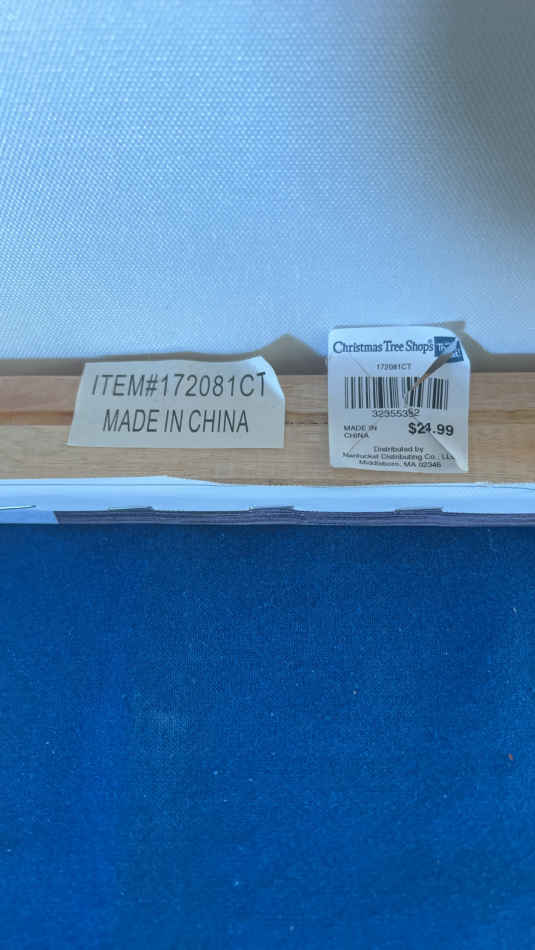 ITEM#172081CT
MADE IN CHINA
Christmas Tree Shops
172081CT
32355352
MADE IN
CHINA
$24.99
Distributed by
Nantucket Distributing Co., LLC
Middleboro, MA 02346